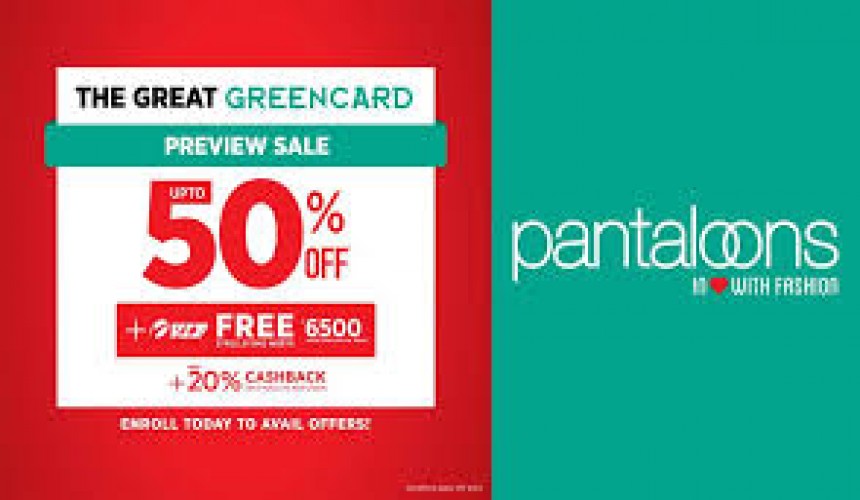 THE GREAT GREENCARD
PREVIEW SALE
UPTO
50% OFF
+ FREE 6500
+20% CASHBACK
ENROLL TODAY TO AVAIL OFFERS!
pantaloons
IN ❤ WITH FASHION